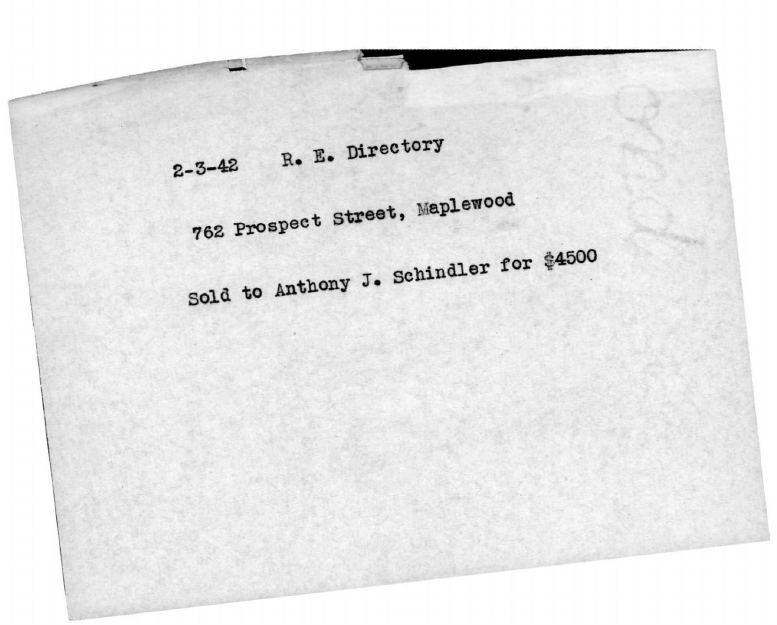 2-3-42 R. E. Directory
762 Prospect Street, Maplewood
Sold to Anthony J. Schindler for $4500